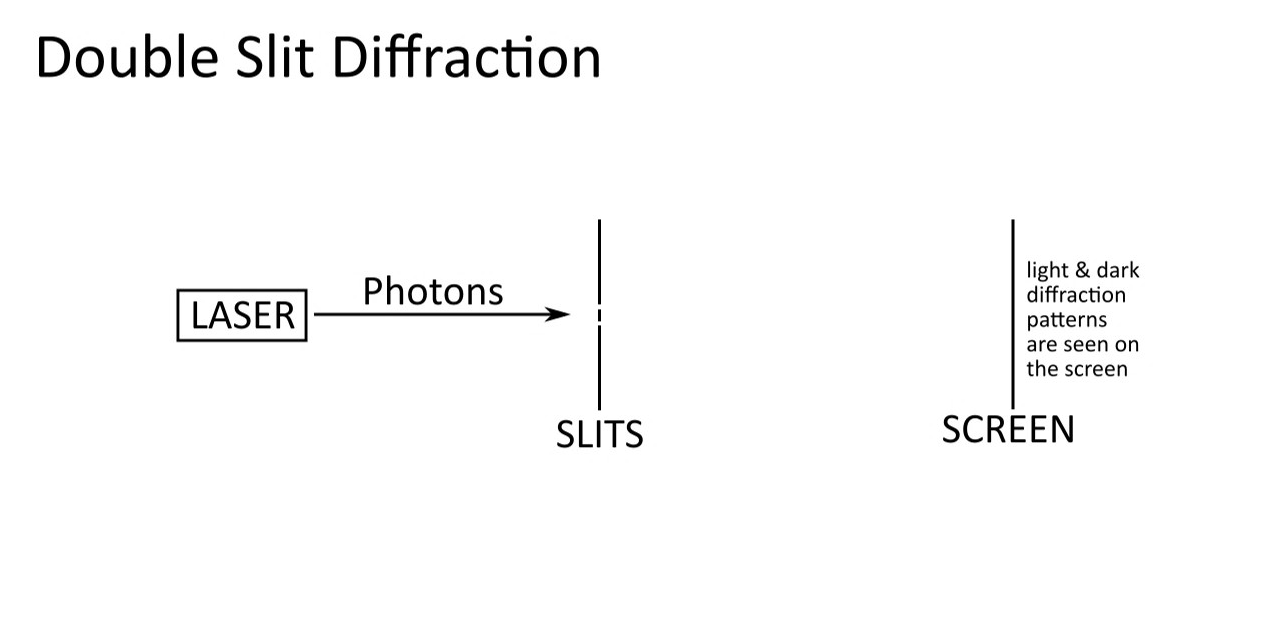 Double Slit Diffraction
Photons
LASER
light & dark
diffraction
patterns
are seen on
the screen
SLITS
SCREEN